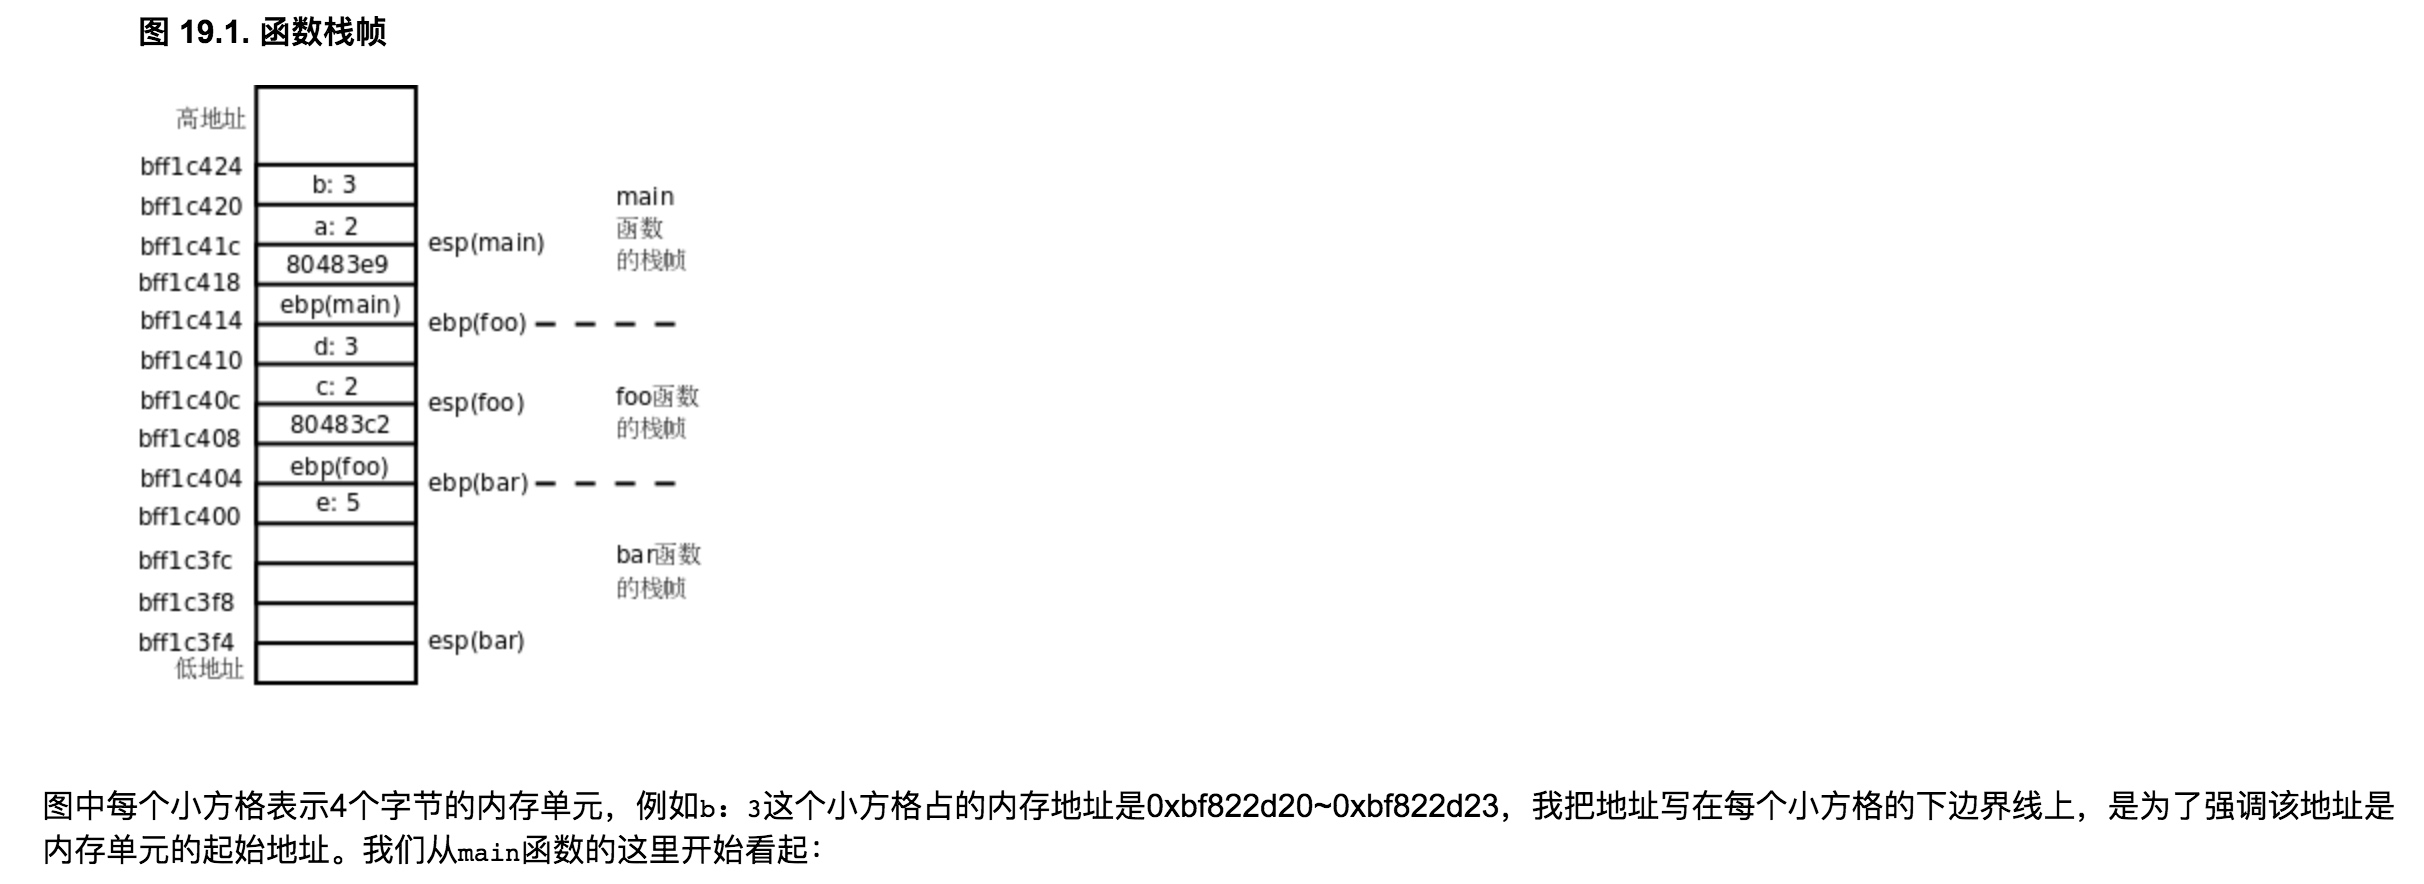 图 19.1. 函数栈帧
高地址
bff1c424
b: 3
main
bff1c420
函数
a: 2
esp(main)
bff1c41c
的栈帧
80483e9
bff1c418
ebp(main)
bff1c414
ebp(foo)
d: 3
bff1c410
c: 2
foo函数
bff1c40c
esp(foo)
80483c2
的栈帧
bff1c408
ebp(foo)
bff1c404
ebp(bar)
e: 5
bff1c400
bar函数
bff1c3fc
的栈帧
bff1c3f8
bff1c3f4
esp(bar)
低地址
图中每个小方格表示4个字节的内存单元，例如b: 3这个小方格占的内存地址是0xbf822d20~0xbf822d23，我把地址写在每个小方格的下边界线上，是为了强调该地址是
内存单元的起始地址。我们从main函数的这里开始看起：